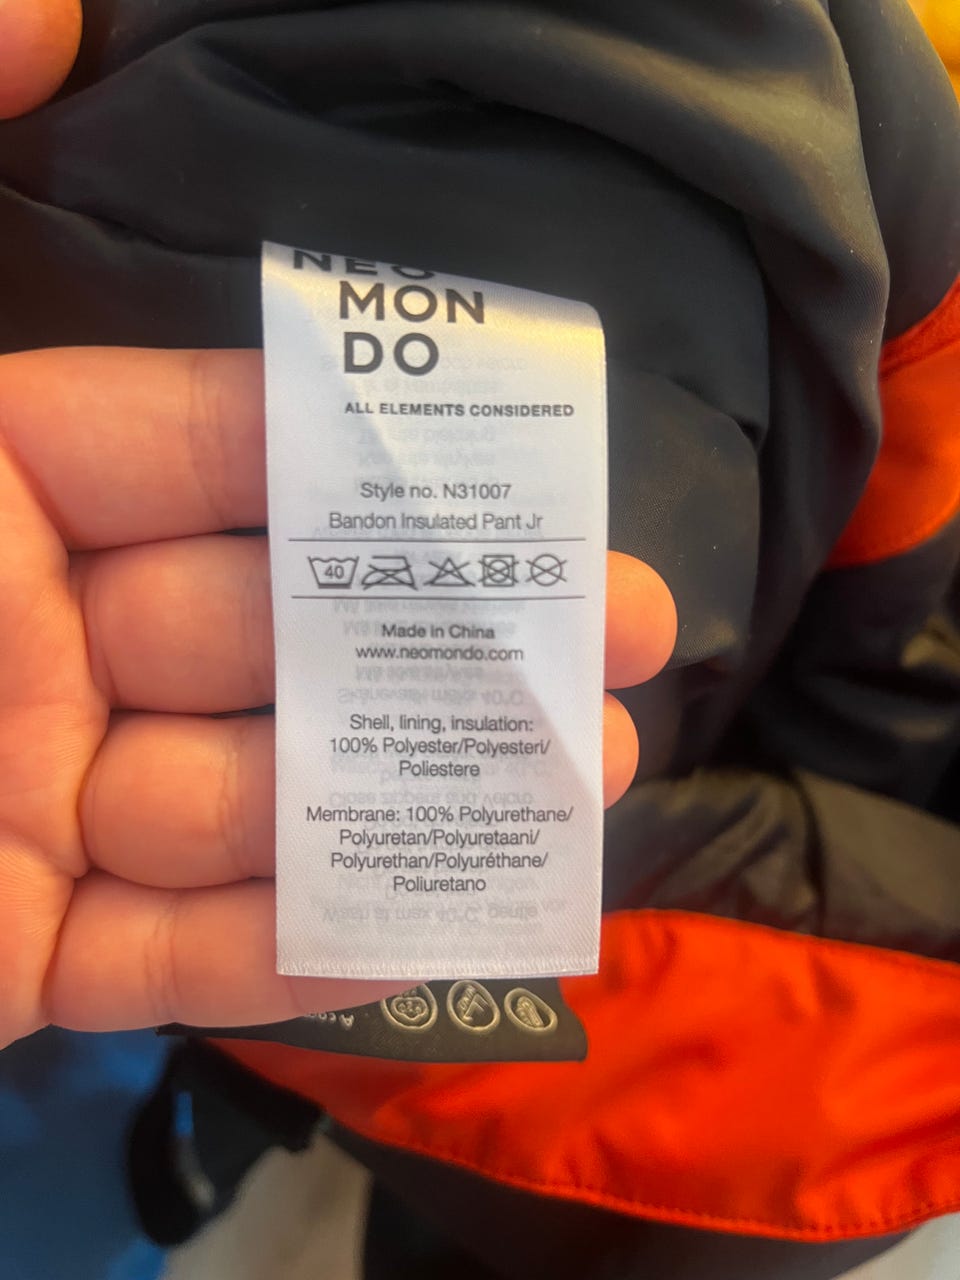 NEO
MON
DO
ALL ELEMENTS CONSIDERED
Style no. N31007
Bandon Insulated Pant Jr
40
Made in China
www.neomondo.com
Shell, lining, insulation:
100% Polyester/Polyesteri/
Poliestere
Membrane: 100% Polyurethane/
Polyuretan/Polyuretaani/
Polyurethan/Polyuréthane/
Poliuretano